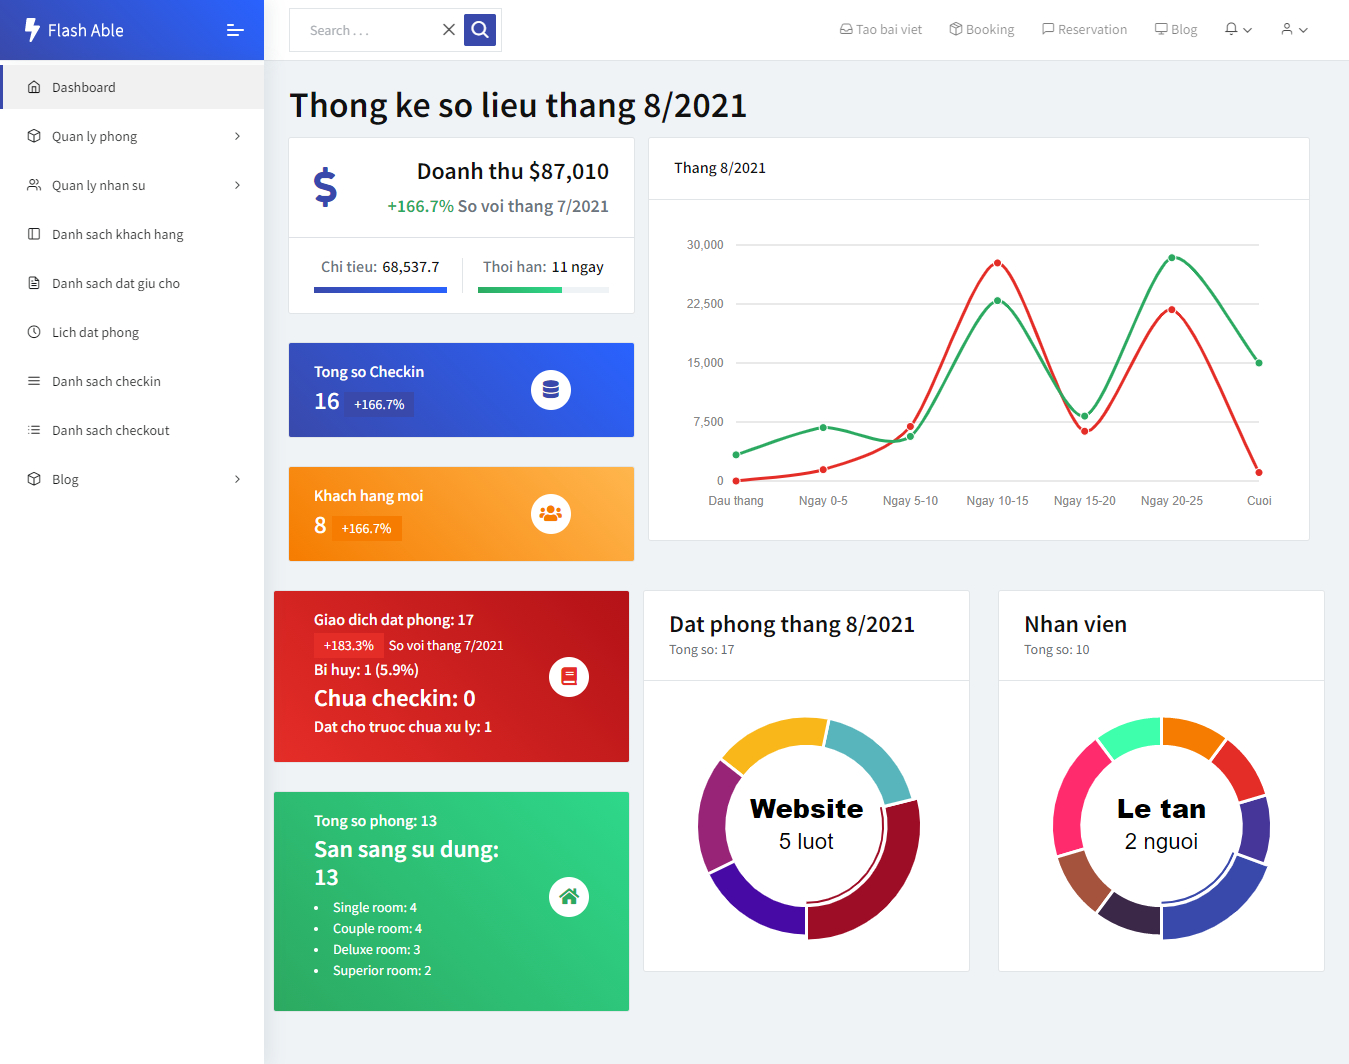 Flash Able
Search . . .
Tao bai viet
Booking
Reservation
Blog
Dashboard
Quan ly phong
Quan ly nhan su
Danh sach khach hang
Danh sach dat giu cho
Lich dat phong
Danh sach checkin
Danh sach checkout
Blog
Thong ke so lieu thang 8/2021
$
Doanh thu $87,010
+166.7% So voi thang 7/2021
Chi tieu: 68,537.7
Thoi han: 11 ngay
Thang 8/2021
30,000
22,500
15,000
7,500
0
Dau thang
Ngay 0-5
Ngay 5-10
Ngay 10-15
Ngay 15-20
Ngay 20-25
Cuoi
Tong so Checkin
16 +166.7%
Khach hang moi
8 +166.7%
Giao dich dat phong: 17
+183.3% So voi thang 7/2021
Bi huy: 1 (5.9%)
Chua checkin: 0
Dat cho truoc chua xu ly: 1
Tong so phong: 13
San sang su dung:
13
• Single room: 4
• Couple room: 4
• Deluxe room: 3
• Superior room: 2
Dat phong thang 8/2021
Tong so: 17
Website
5 luot
Nhan vien
Tong so: 10
Le tan
2 nguoi